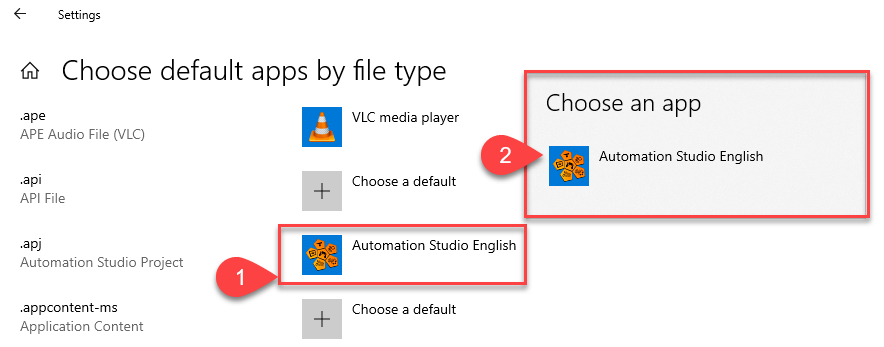 Settings
Choose default apps by file type
.ape
APE Audio File (VLC)
VLC media player
.api
API File
Choose a default
.apj
Automation Studio Project
Automation Studio English
.appcontent-ms
Application Content
Choose a default
1
Choose an app
2
Automation Studio English